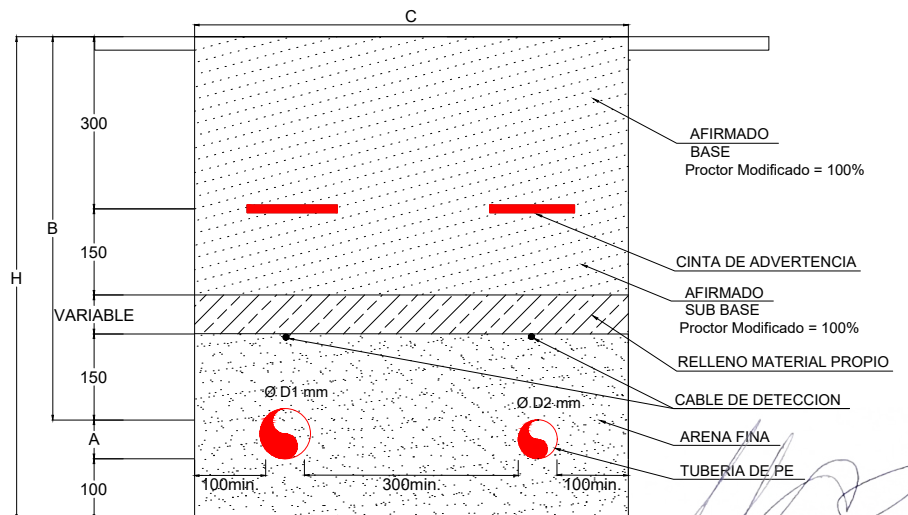 C
300
AFIRMADO
BASE
Proctor Modificado = 100%
H
B
150
CINTA DE ADVERTENCIA
AFIRMADO
SUB BASE
Proctor Modificado = 100%
VARIABLE
RELLENO MATERIAL PROPIO
150
CABLE DE DETECCION
Ø D1 mm
Ø D2 mm
A
ARENA FINA
TUBERIA DE PE
100
100min.
300min.
100min.